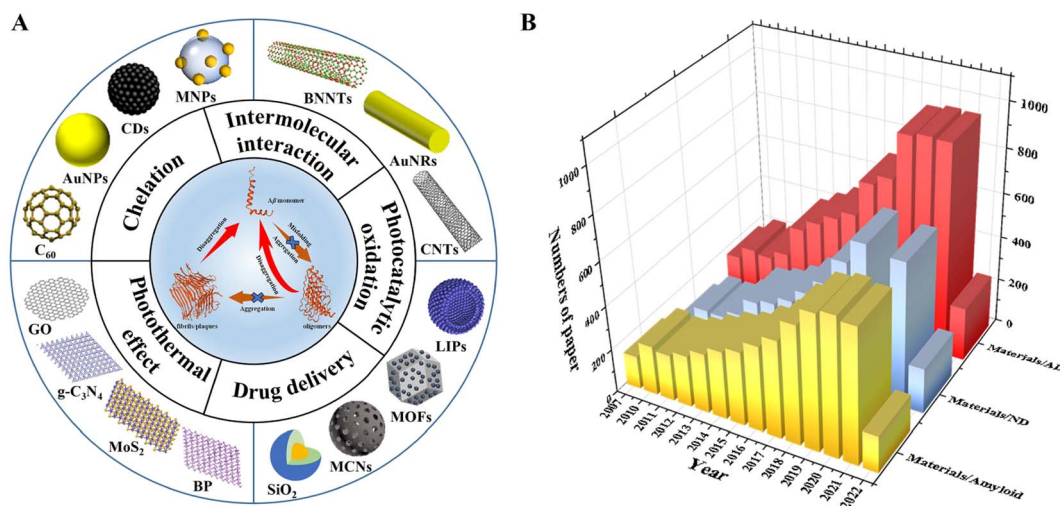 A
MNPs
CDs
AuNPs
C60
GO
g-C3N4
MoS2
BP
BNNTs
AuNRs
CNTs
LIPs
MOFs
MCNs
SiO2
Intermolecular
interaction
Chelation
Photocatalytic
oxidation
Photothermal
effect
Drug delivery
Aβ monomer
Disaggregation
Misfolding
Aggregation
Disaggregation
Aggregation
fibrils/plaques
oligomers
B
Numbers of paper
1000
800
600
400
200
0
1000
800
600
400
200
0
2007
2010
2011
2012
2013
2014
2015
2016
2017
2018
2019
2020
2021
2022
Year
Materials/AD
Materials/ND
Materials/Amyloid